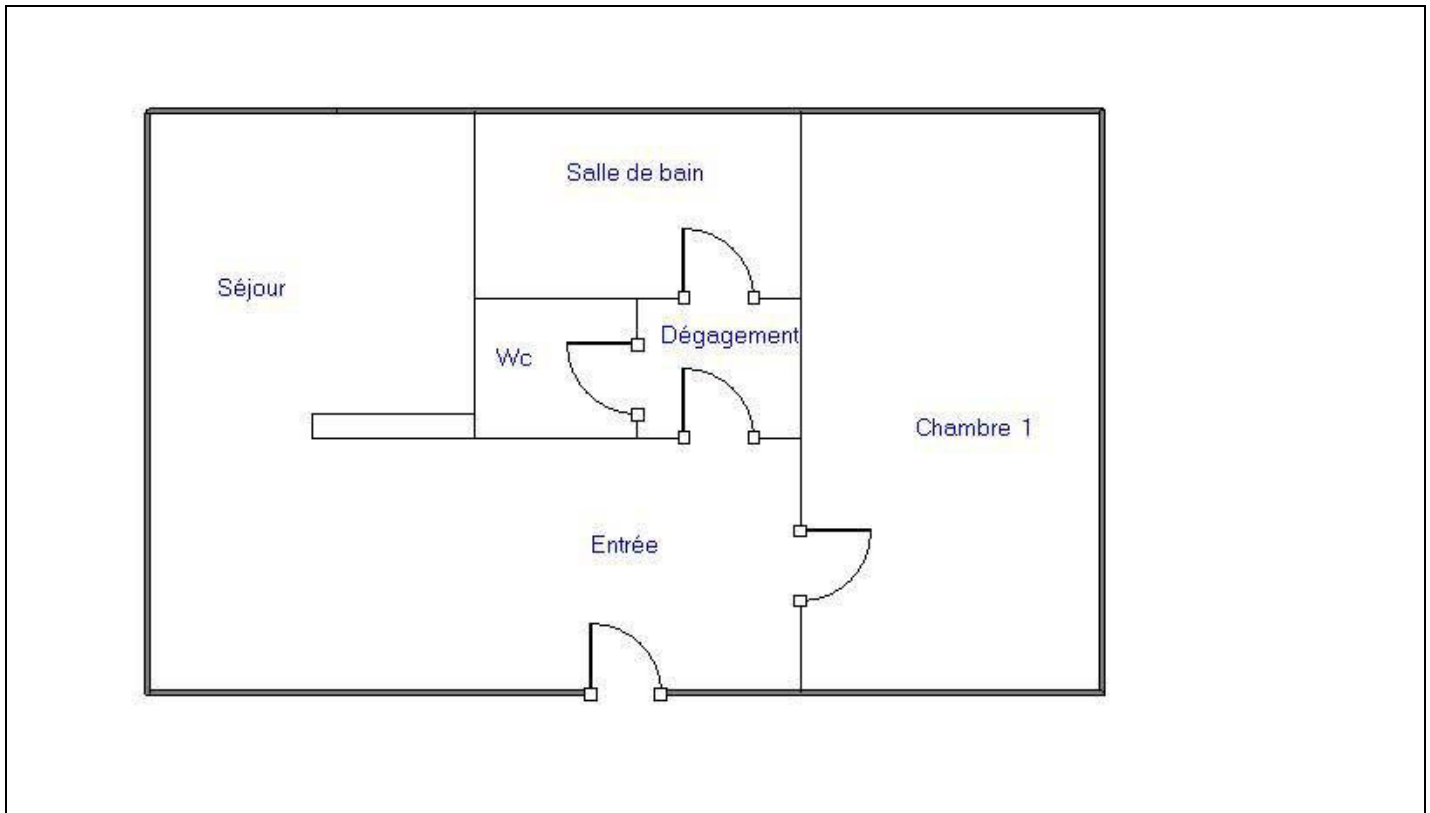 Salle de bain
Séjour
Dégagement
Wc
Chambre 1
Entrée